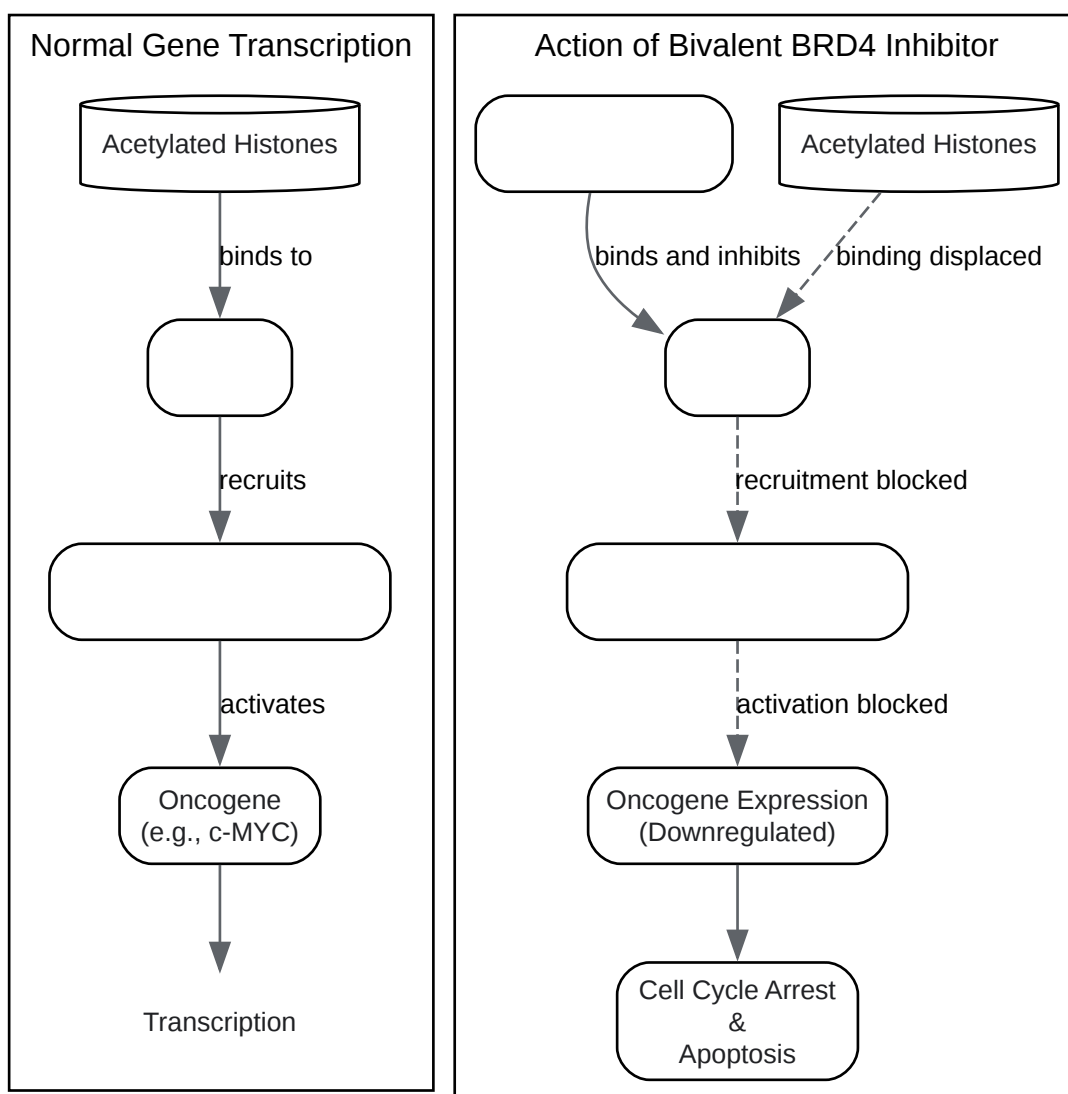 Normal Gene Transcription
Acetylated Histones
binds to
recruits
activates
Oncogene
(e.g., c-MYC)
Transcription
Action of Bivalent BRD4 Inhibitor
Acetylated Histones
binds and inhibits
binding displaced
recruitment blocked
activation blocked
Oncogene Expression
(Downregulated)
Cell Cycle Arrest
&
Apoptosis